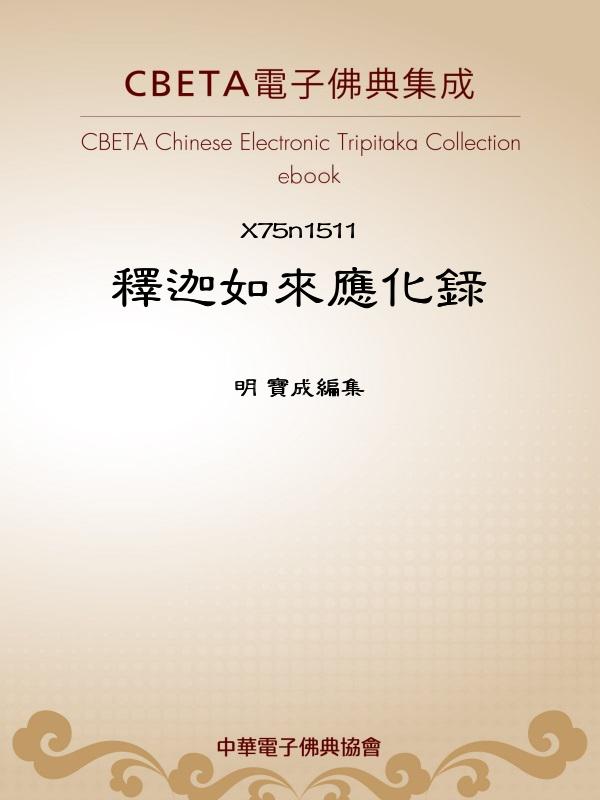 CBETA電子佛典集成
CBETA Chinese Electronic Tripitaka Collection
ebook
X75n1511
釋迦如來應化錄
明 寶成編集
中華電子佛典協會